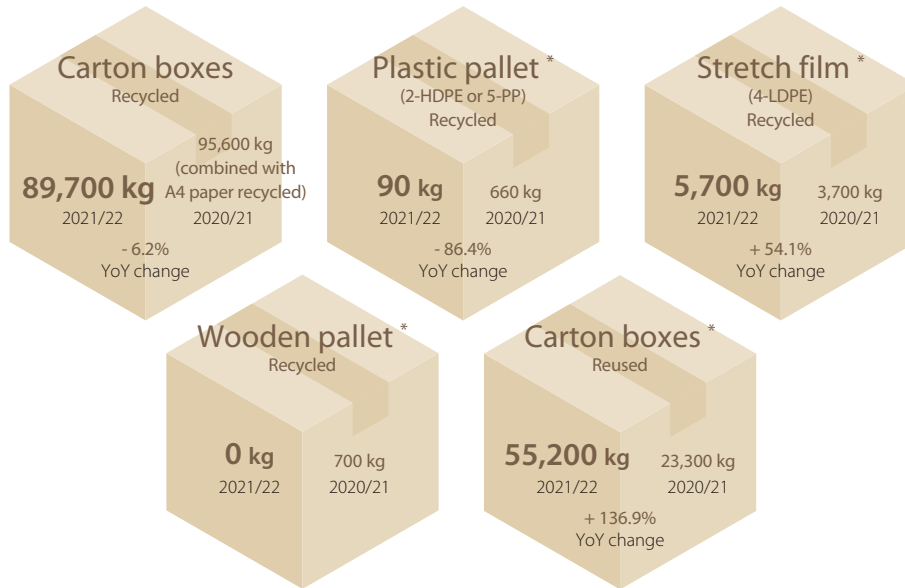 Carton boxes
Recycled
89,700 kg
2021/22
95,600 kg
(combined with
A4 paper recycled)
2020/21
- 6.2%
YoY change
Plastic pallet *
(2-HDPE or 5-PP)
Recycled
90 kg
2021/22
660 kg
2020/21
- 86.4%
YoY change
Stretch film *
(4-LDPE)
Recycled
5,700 kg
2021/22
3,700 kg
2020/21
+ 54.1%
YoY change
Wooden pallet *
Recycled
0 kg
2021/22
700 kg
2020/21
Carton boxes *
Reused
55,200 kg
2021/22
23,300 kg
2020/21
+ 136.9%
YoY change